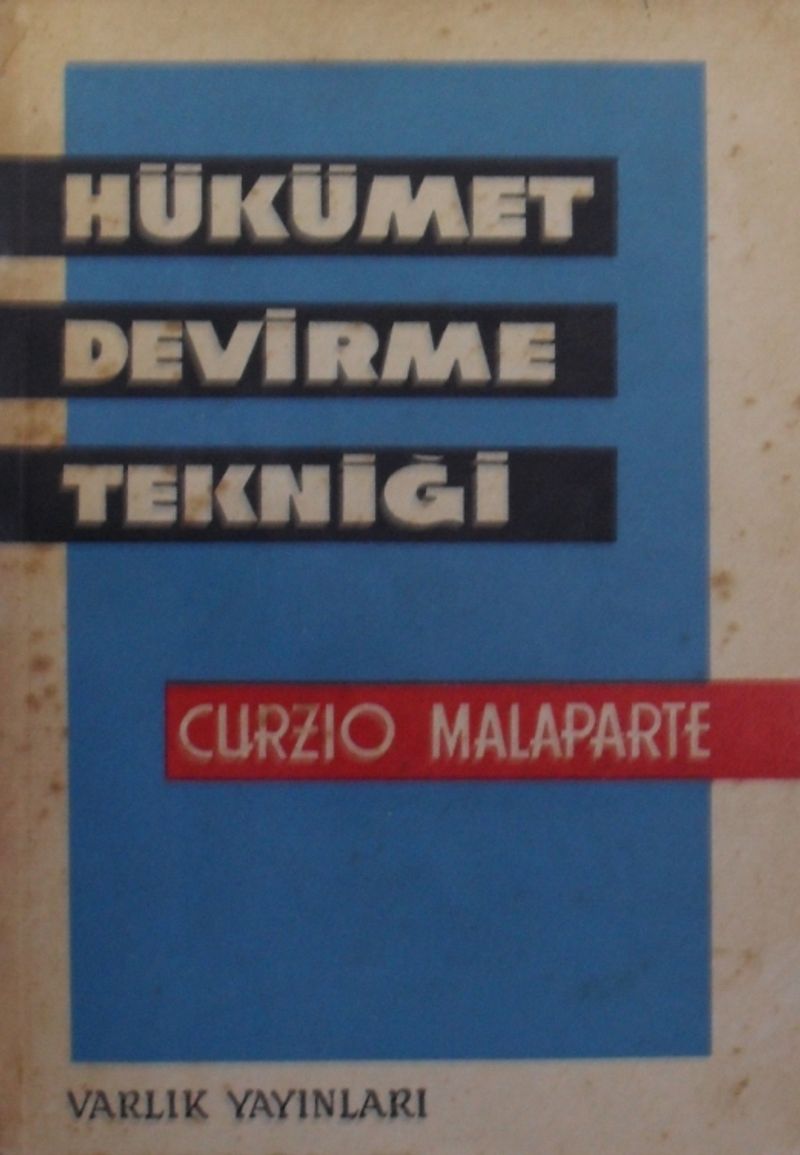 HÜKÜMET
DEVİRME
TEKNİĞİ
CURZIO MALAPARTE
VARLIK YAYINLARI